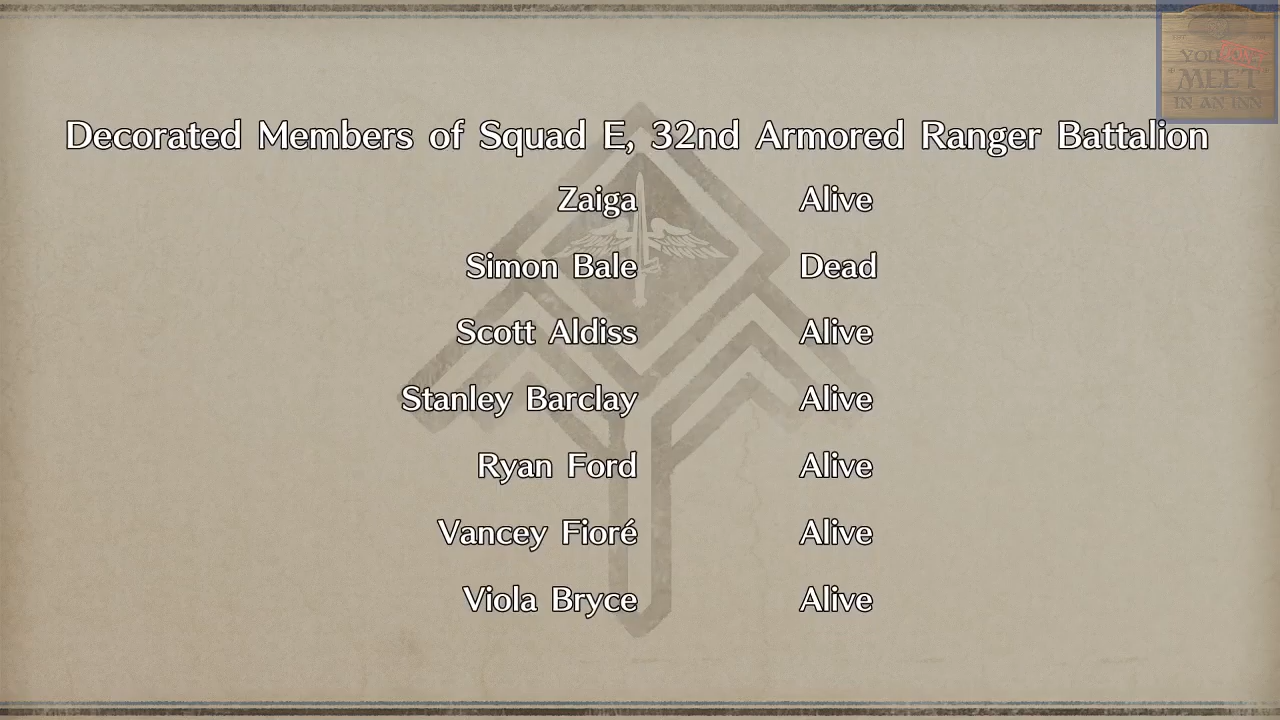 YOU ALL
"MEET"
IN AN INN
Decorated Members of Squad E, 32nd Armored Ranger Battalion
Zaiga Alive
Simon Bale Dead
Scott Aldiss Alive
Stanley Barclay Alive
Ryan Ford Alive
Vancey Fioré Alive
Viola Bryce Alive